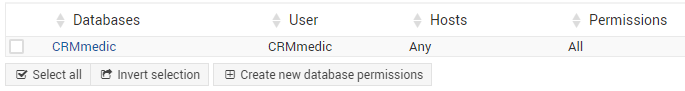 Databases User Hosts Permissions
CRMmedic CRMmedic Any All
Select all Invert selection Create new database permissions